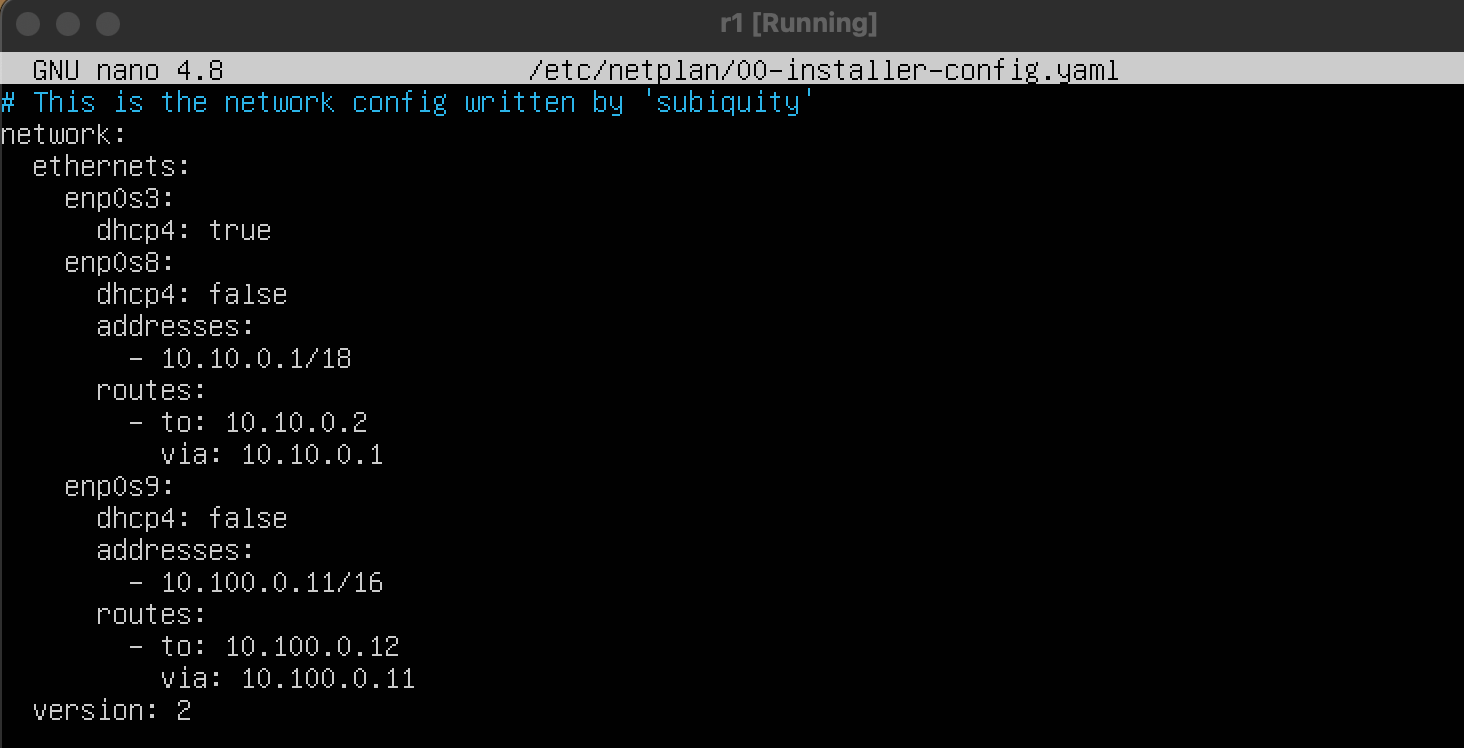 r1 [Running]
GNU nano 4.8 /etc/netplan/00-installer-config.yaml
# This is the network config written by 'subiquity'
network:
  ethernets:
    enp0s3:
      dhcp4: true
    enp0s8:
      dhcp4: false
      addresses:
        - 10.10.0.1/18
      routes:
        - to: 10.10.0.2
          via: 10.10.0.1
    enp0s9:
      dhcp4: false
      addresses:
        - 10.100.0.11/16
      routes:
        - to: 10.100.0.12
          via: 10.100.0.11
  version: 2